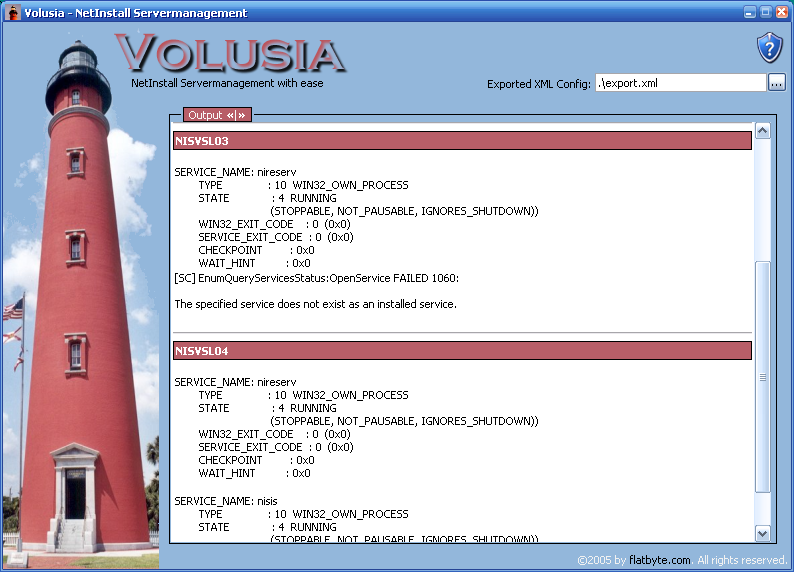 Volusia - NetInstall Servermanagement
VOLUSIA
NetInstall Servermanagement with ease
Exported XML Config: .\export.xml ...
Output «|»
NISVSL03
SERVICE_NAME: nireserv
TYPE : 10 WIN32_OWN_PROCESS
STATE : 4 RUNNING
(STOPPABLE, NOT_PAUSABLE, IGNORES_SHUTDOWN))
WIN32_EXIT_CODE : 0 (0x0)
SERVICE_EXIT_CODE : 0 (0x0)
CHECKPOINT : 0x0
WAIT_HINT : 0x0
[SC] EnumQueryServicesStatus:OpenService FAILED 1060:
The specified service does not exist as an installed service.
NISVSL04
SERVICE_NAME: nireserv
TYPE : 10 WIN32_OWN_PROCESS
STATE : 4 RUNNING
(STOPPABLE, NOT_PAUSABLE, IGNORES_SHUTDOWN))
WIN32_EXIT_CODE : 0 (0x0)
SERVICE_EXIT_CODE : 0 (0x0)
CHECKPOINT : 0x0
WAIT_HINT : 0x0
SERVICE_NAME: nisis
TYPE : 10 WIN32_OWN_PROCESS
STATE : 4 RUNNING
(STOPPABLE, NOT_PAUSABLE, IGNORES_SHUTDOWN))
©2005 by flatbyte.com. All rights reserved.